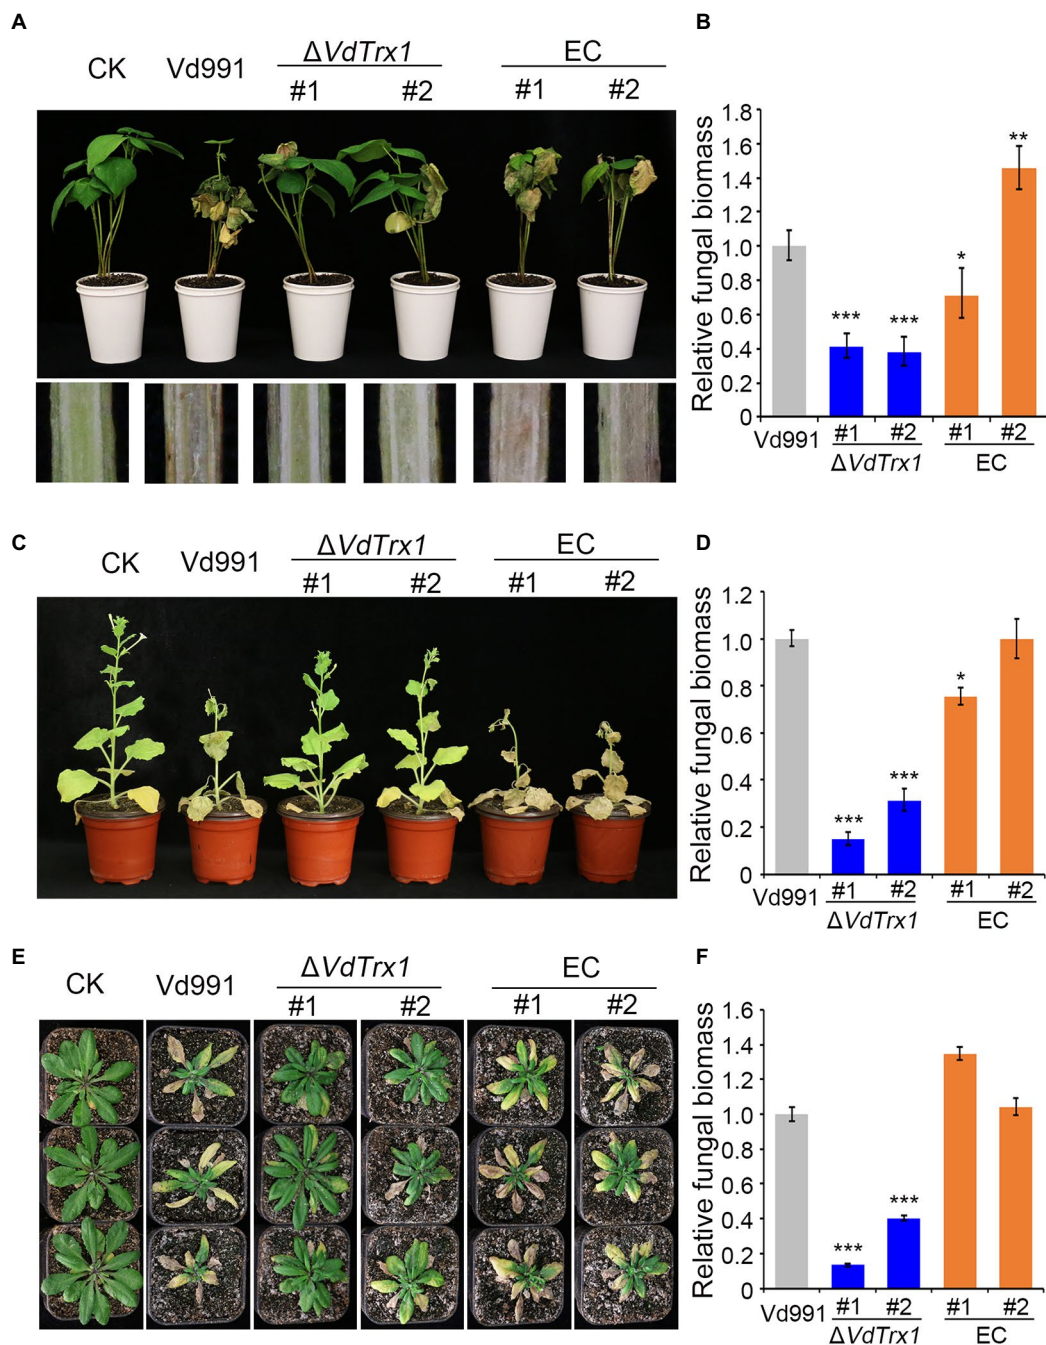 A
CK Vd991 ΔVdTrx1 EC
#1 #2 #1 #2
B
Relative fungal biomass
1.8
1.6
1.4
1.2
1.0
0.8
0.6
0.4
0.2
0
*** *** * **
Vd991 #1 #2 #1 #2
ΔVdTrx1 EC
C
CK Vd991 ΔVdTrx1 EC
#1 #2 #1 #2
D
Relative fungal biomass
1.2
1.0
0.8
0.6
0.4
0.2
0
*** *** *
Vd991 #1 #2 #1 #2
ΔVdTrx1 EC
E
CK Vd991 ΔVdTrx1 EC
#1 #2 #1 #2
F
Relative fungal biomass
1.6
1.4
1.2
1.0
0.8
0.6
0.4
0.2
0
*** ***
Vd991 #1 #2 #1 #2
ΔVdTrx1 EC